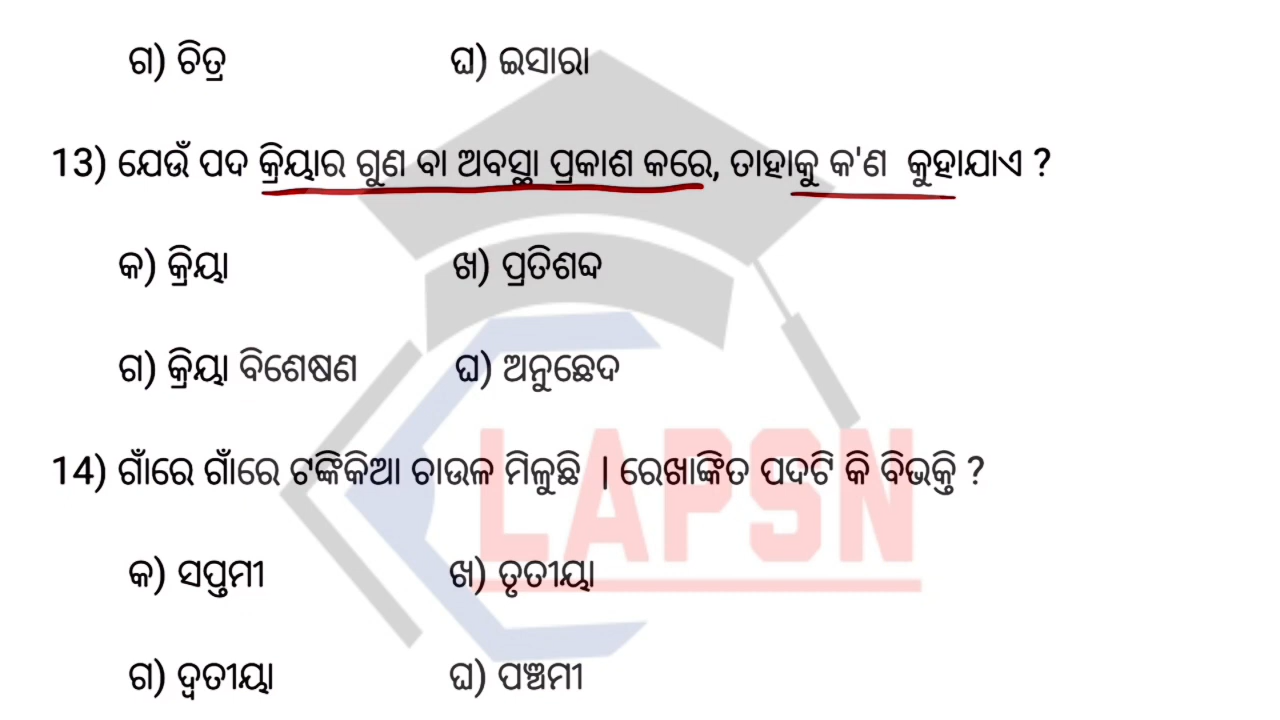 ଗ) ଚିତ୍ର ଘ) ଇସାରା
13) ଯେଉଁ ପଦ କ୍ରିୟାର ଗୁଣ ବା ଅବସ୍ଥା ପ୍ରକାଶ କରେ, ତାହାକୁ କ'ଣ କୁହାଯାଏ ?
କ) କ୍ରିୟା ଖ) ପ୍ରତିଶବ୍ଦ
ଗ) କ୍ରିୟା ବିଶେଷଣ ଘ) ଅନୁଛେଦ
14) ଗାଁରେ ଗାଁରେ ଟଙ୍କିକିଆ ଚାଉଳ ମିଳୁଛି | ରେଖାଙ୍କିତ ପଦଟି କି ବିଭକ୍ତି ?
LAPSN
କ) ସପ୍ତମୀ ଖ) ତୃତୀୟା
ଗ) ଦ୍ବତୀୟା ଘ) ପଞ୍ଚମୀ